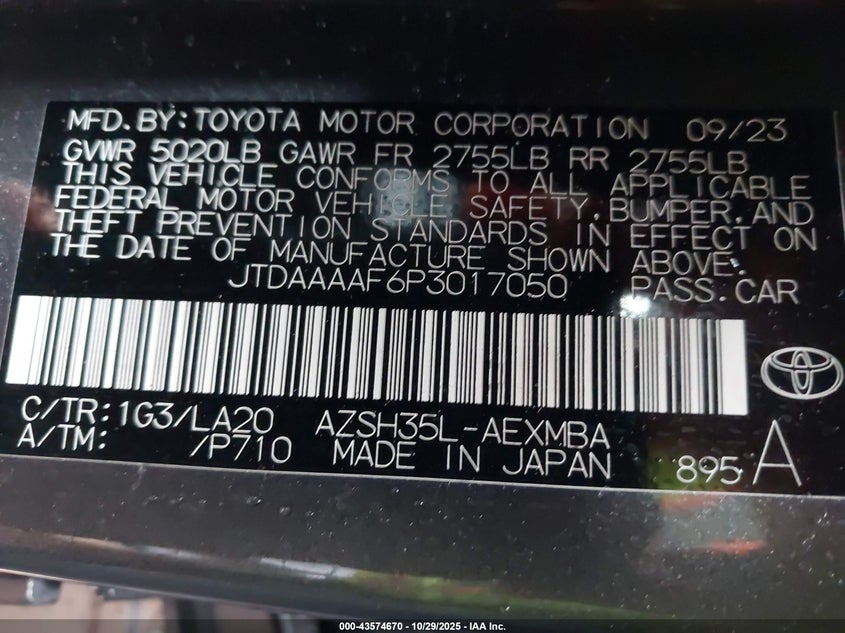 MFD.BY:TOYOTA MOTOR CORPORATION 09/23
GVWR 5020LB GAWR FR 2755LB RR 2755LB
THIS VEHICLE CONFORMS TO ALL APPLICABLE
FEDERAL MOTOR VEHICLE SAFETY,BUMPER,AND
THEFT PREVENTION STANDARDS IN EFFECT ON
THE DATE OF MANUFACTURE SHOWN ABOVE.
JTDAAAAF6P3017050 PASS.CAR
C/TR:1G3/LA20 AZSH35L-AEXMBA
A/TM: /P710 MADE IN JAPAN 895 A
000-43574670 | 10/29/2025 - IAA Inc.